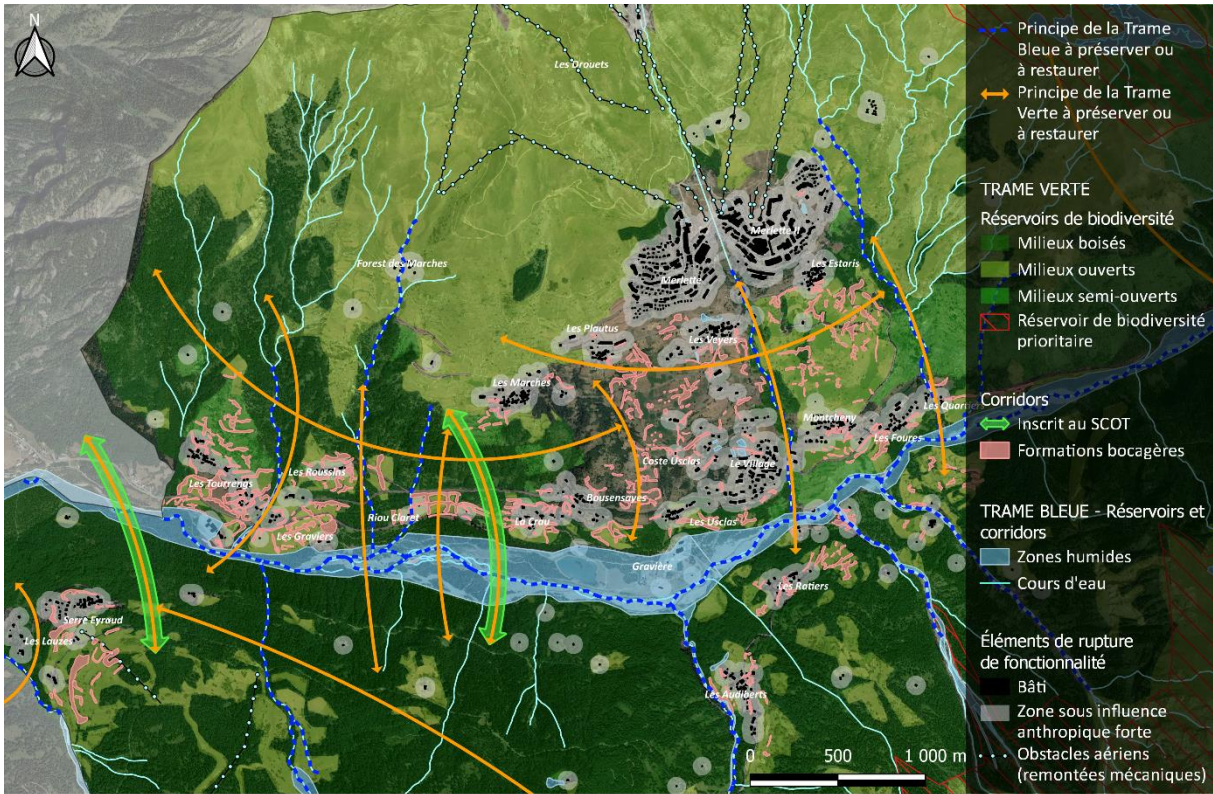 N
Les Drouets
Merlette II
Forest des Marches
Les Estaris
Merlette
Les Plautus
Les Veyers
Les Marches
Les Quartiers
Montcheny
Les Foures
Coste Usclas
Le Village
Les Roussins
Les Tourrengs
Bousensayes
Riou Claret
La Crau
Les Usclas
Les Graviers
Gravière
Les Ratiers
Serre Eyraud
Les Lauzes
Les Audiberts
0 500 1 000 m
Principe de la Trame
Bleue à préserver ou
à restaurer
Principe de la Trame
Verte à préserver ou
à restaurer
TRAME VERTE
Réservoirs de biodiversité
Milieux boisés
Milieux ouverts
Milieux semi-ouverts
Réservoir de biodiversité
prioritaire
Corridors
Inscrit au SCOT
Formations bocagères
TRAME BLEUE - Réservoirs et
corridors
Zones humides
Cours d'eau
Éléments de rupture
de fonctionnalité
Bâti
Zone sous influence
anthropique forte
Obstacles aériens
(remontées mécaniques)